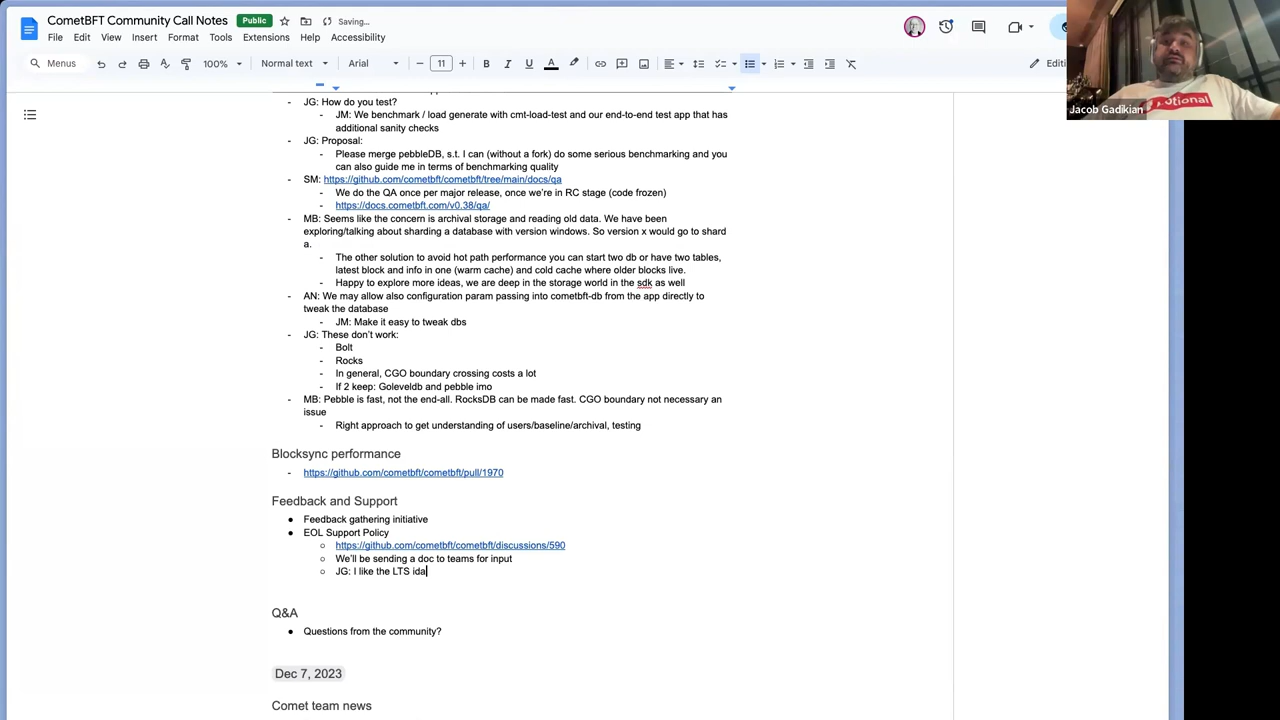 CometBFT Community Call Notes
Public
Saving...
File Edit View Insert Format Tools Extensions Help Accessibility
Menus
100%
Normal text
Arial
11
B I U A
Jacob Gadikian
- JG: How do you test?
- JM: We benchmark / load generate with cmt-load-test and our end-to-end test app that has
additional sanity checks
- JG: Proposal:
- Please merge pebbleDB, s.t. I can (without a fork) do some serious benchmarking and you
can also guide me in terms of benchmarking quality
- SM: https://github.com/cometbft/cometbft/tree/main/docs/qa
- We do the QA once per major release, once we're in RC stage (code frozen)
- https://docs.cometbft.com/v0.38/qa/
- MB: Seems like the concern is archival storage and reading old data. We have been
exploring/talking about sharding a database with version windows. So version x would go to shard
a.
- The other solution to avoid hot path performance you can start two db or have two tables,
latest block and info in one (warm cache) and cold cache where older blocks live.
- Happy to explore more ideas, we are deep in the storage world in the sdk as well
- AN: We may allow also configuration param passing into cometbft-db from the app directly to
tweak the database
- JM: Make it easy to tweak dbs
- JG: These don't work:
- Bolt
- Rocks
- In general, CGO boundary crossing costs a lot
- If 2 keep: Goleveldb and pebble imo
- MB: Pebble is fast, not the end-all. RocksDB can be made fast. CGO boundary not necessary an
issue
- Right approach to get understanding of users/baseline/archival, testing
Blocksync performance
- https://github.com/cometbft/cometbft/pull/1970
Feedback and Support
● Feedback gathering initiative
● EOL Support Policy
○ https://github.com/cometbft/cometbft/discussions/590
○ We'll be sending a doc to teams for input
○ JG: I like the LTS ida
Q&A
● Questions from the community?
Dec 7, 2023
Comet team news